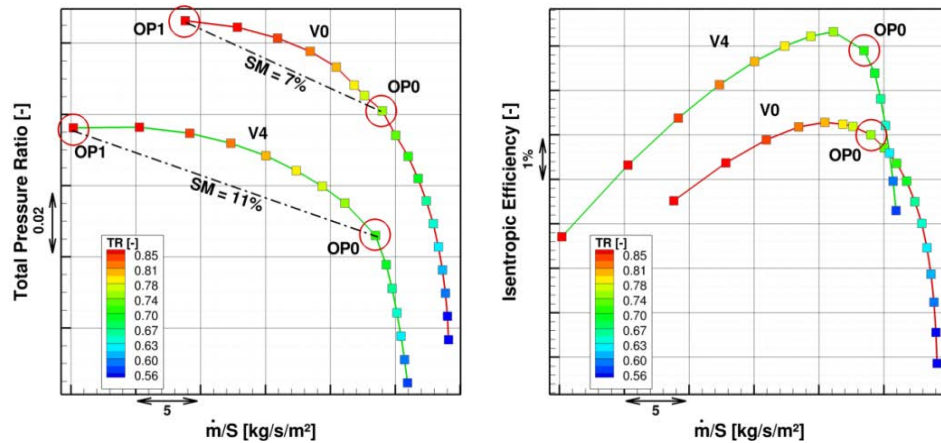 OP1
V0
SM = 7%
OP0
V4
OP1
SM = 11%
OP0
Total Pressure Ratio [-]
0.02
TR [-]
0.85
0.81
0.78
0.74
0.70
0.67
0.63
0.60
0.56
5
ṁ/S [kg/s/m²]
V4
OP0
V0
OP0
Isentropic Efficiency [-]
1%
TR [-]
0.85
0.81
0.78
0.74
0.70
0.67
0.63
0.60
0.56
5
ṁ/S [kg/s/m²]